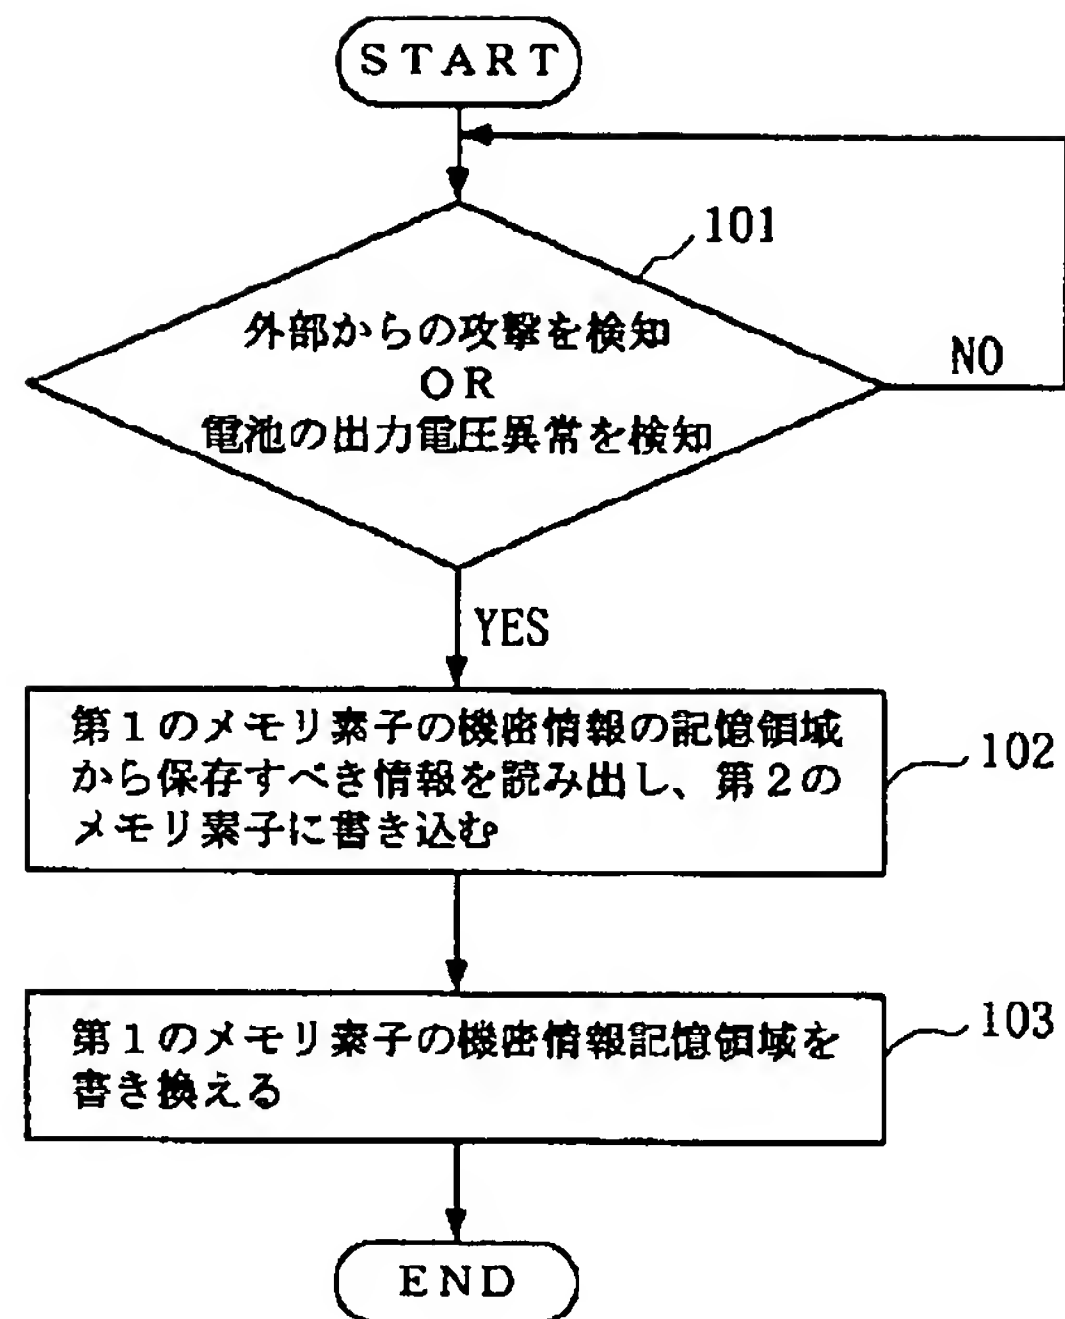 START
101
外部からの攻撃を検知
OR
電池の出力電圧異常を検知
NO
YES
第1のメモリ素子の機密情報の記憶領域
から保存すべき情報を読み出し、第2の
メモリ素子に書き込む
102
第1のメモリ素子の機密情報記憶領域を
書き換える
103
END